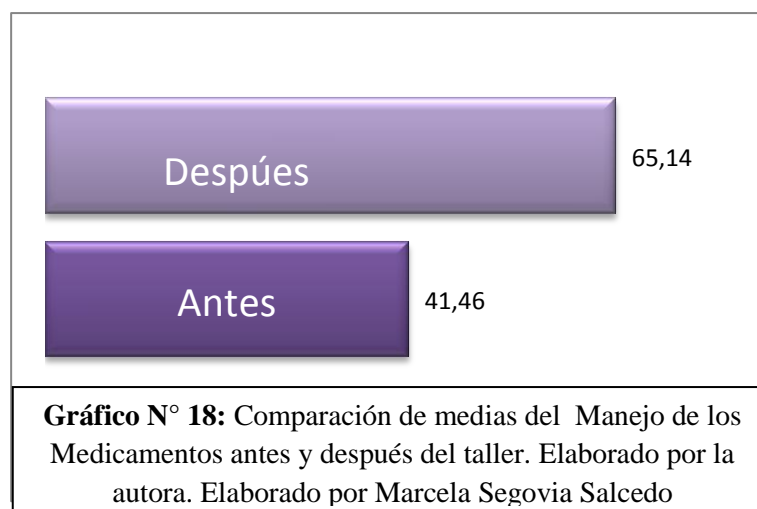 Despúes
65,14
Antes
41,46
Gráfico N° 18: Comparación de medias del Manejo de los
Medicamentos antes y después del taller. Elaborado por la
autora. Elaborado por Marcela Segovia Salcedo